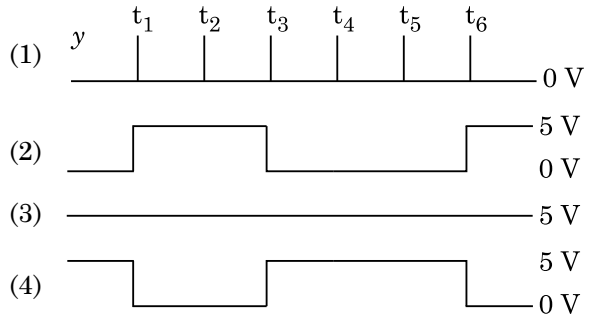 y t₁ t₂ t₃ t₄ t₅ t₆
(1) 0 V
5 V
(2) 0 V
(3) 5 V
5 V
(4) 0 V